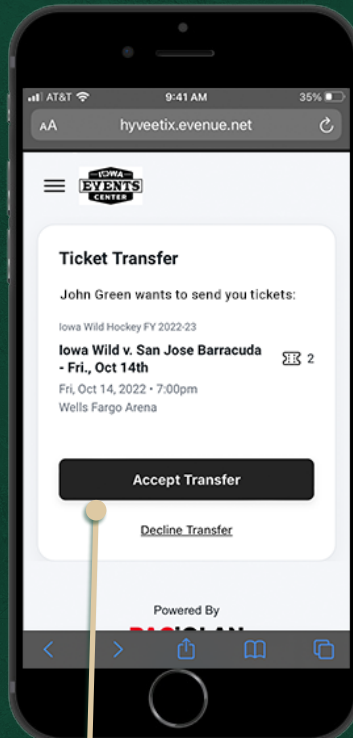 AT&T 9:41 AM 35%
AA hyveetix.evenue.net
IOWA
EVENTS
CENTER
Ticket Transfer
John Green wants to send you tickets:
Iowa Wild Hockey FY 2022-23
Iowa Wild v. San Jose Barracuda
- Fri., Oct 14th
2
Fri, Oct 14, 2022 • 7:00pm
Wells Fargo Arena
Accept Transfer
Decline Transfer
Powered By
PACIOLAN